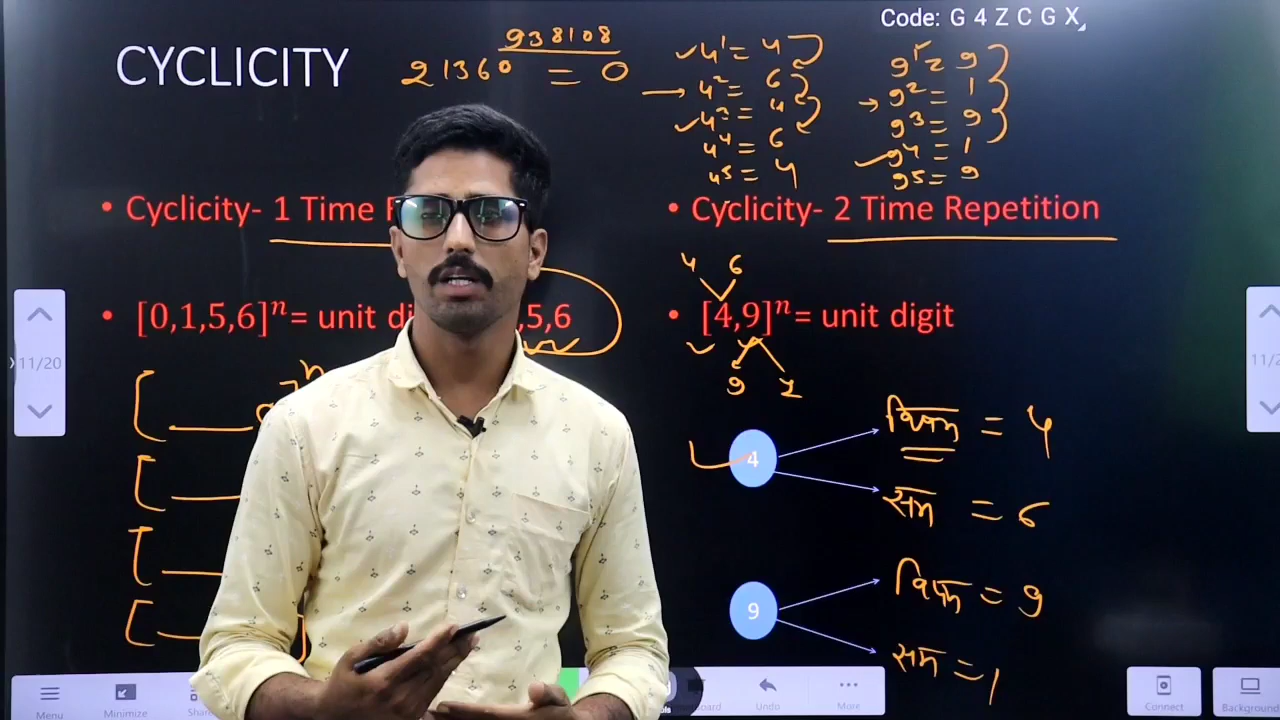 Code: G 4 Z C G X
CYCLICITY
938108
21360 = 0
4¹ = 4
4² = 6
4³ = 4
4⁴ = 6
4⁵ = 4
9¹ = 9
9² = 1
9³ = 9
9⁴ = 1
9⁵ = 9
• Cyclicity- 1 Time
• [0,1,5,6]ⁿ= unit di
,5,6
• Cyclicity- 2 Time Repetition
4 6
• [4,9]ⁿ= unit digit
9 1
4
विषम = 4
सम = 6
9
विषम = 9
सम = 1
11/20
11/2
Menu
Minimize
Undo
More
Connect
Background